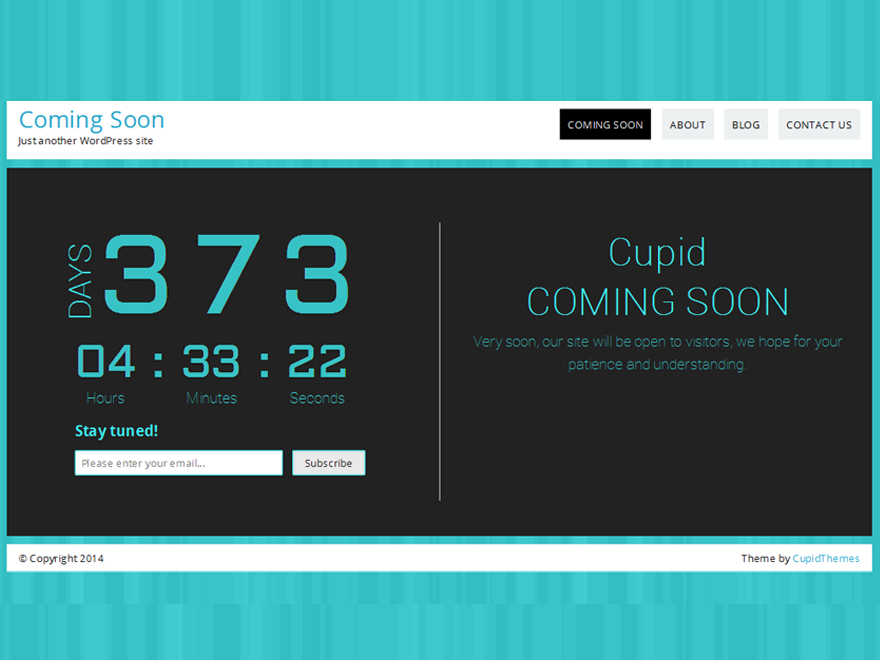 Coming Soon
Just another WordPress site
COMING SOON
ABOUT
BLOG
CONTACT US
DAYS
373
04 : 33 : 22
Hours Minutes Seconds
Stay tuned!
Please enter your email...
Subscribe
Cupid
COMING SOON
Very soon, our site will be open to visitors, we hope for your
patience and understanding.
© Copyright 2014
Theme by CupidThemes